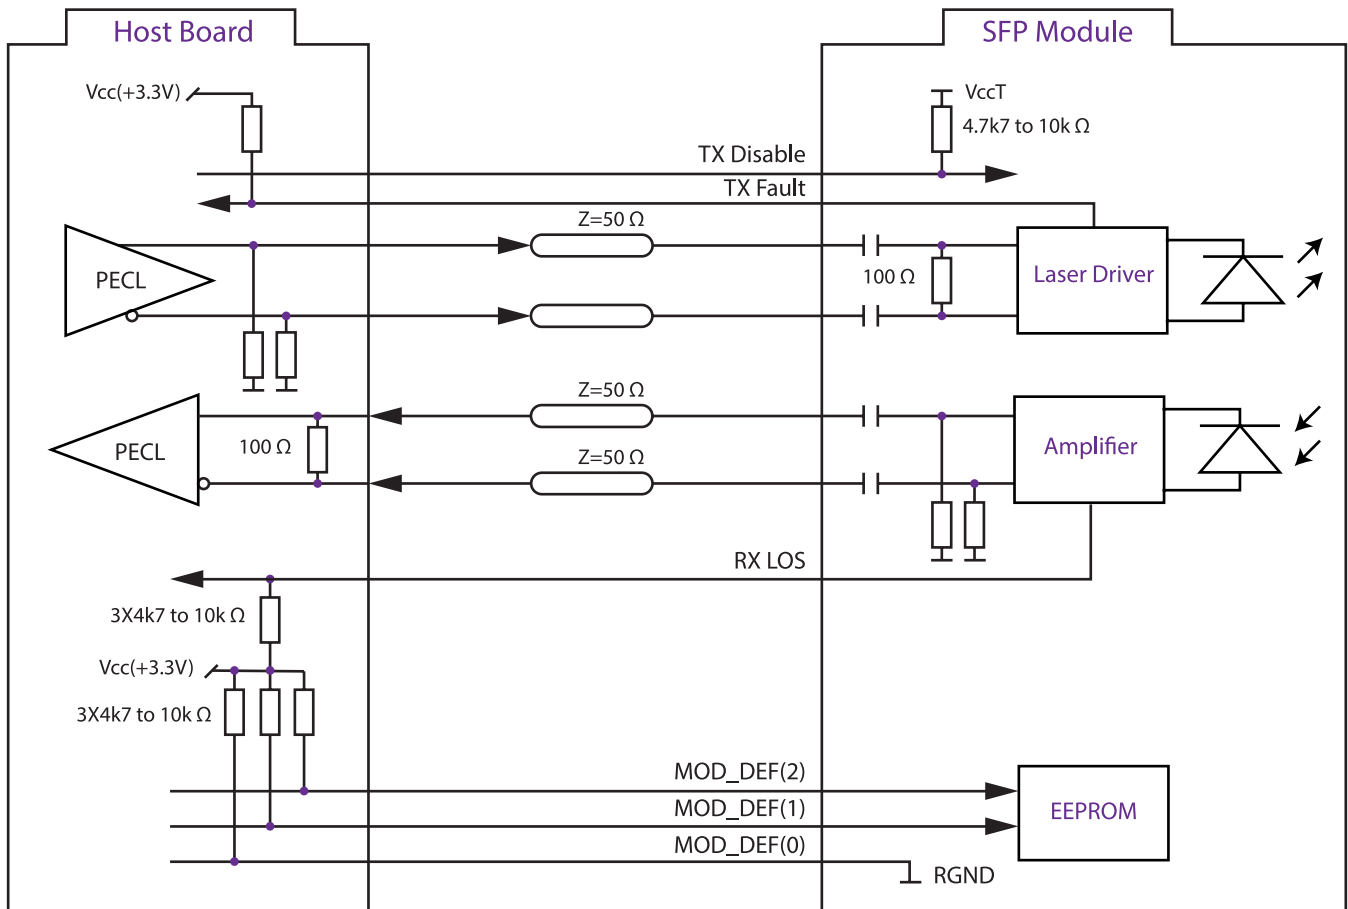 Host Board
SFP Module
Vcc(+3.3V)
VccT
4.7k7 to 10k Ω
TX Disable
TX Fault
Z=50 Ω
PECL
100 Ω
Laser Driver
Z=50 Ω
PECL
100 Ω
Z=50 Ω
Amplifier
RX LOS
3X4k7 to 10k Ω
Vcc(+3.3V)
3X4k7 to 10k Ω
MOD_DEF(2)
MOD_DEF(1)
EEPROM
MOD_DEF(0)
RGND